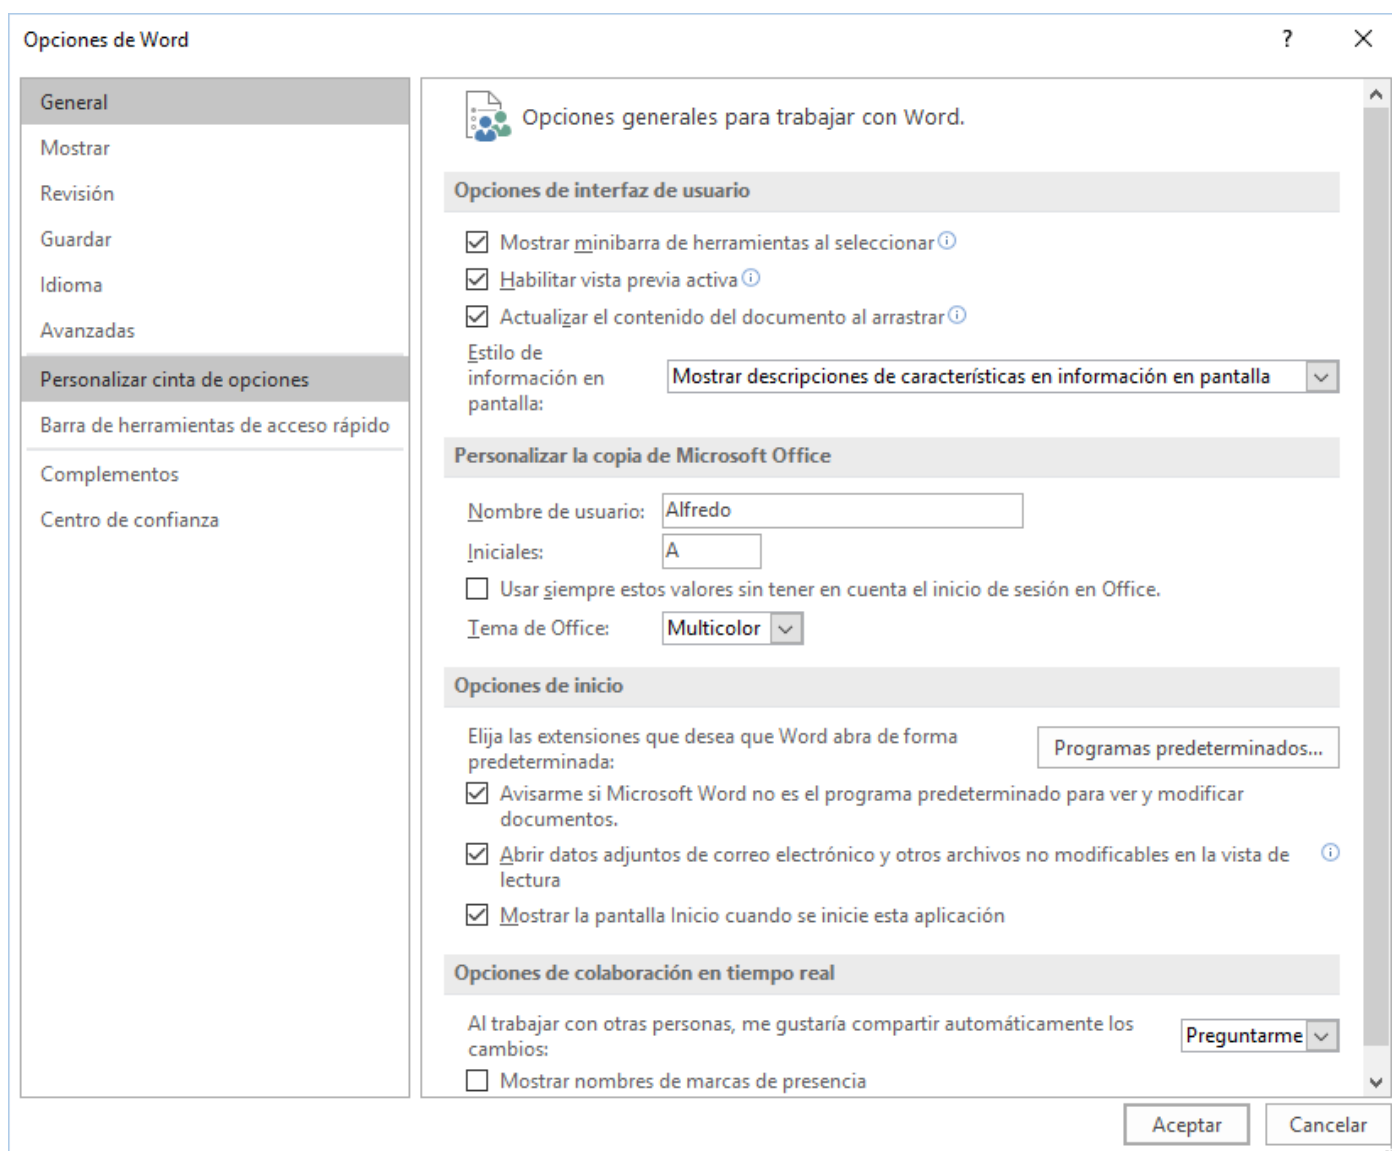 Opciones de Word
?
General
Mostrar
Revisión
Guardar
Idioma
Avanzadas
Personalizar cinta de opciones
Barra de herramientas de acceso rápido
Complementos
Centro de confianza
Opciones generales para trabajar con Word.
Opciones de interfaz de usuario
Mostrar minibarra de herramientas al seleccionar
Habilitar vista previa activa
Actualizar el contenido del documento al arrastrar
Estilo de
información en
pantalla:
Mostrar descripciones de características en información en pantalla
Personalizar la copia de Microsoft Office
Nombre de usuario: Alfredo
Iniciales: A
Usar siempre estos valores sin tener en cuenta el inicio de sesión en Office.
Tema de Office: Multicolor
Opciones de inicio
Elija las extensiones que desea que Word abra de forma
predeterminada:
Programas predeterminados...
Avisarme si Microsoft Word no es el programa predeterminado para ver y modificar
documentos.
Abrir datos adjuntos de correo electrónico y otros archivos no modificables en la vista de
lectura
Mostrar la pantalla Inicio cuando se inicie esta aplicación
Opciones de colaboración en tiempo real
Al trabajar con otras personas, me gustaría compartir automáticamente los
cambios:
Preguntarme
Mostrar nombres de marcas de presencia
Aceptar
Cancelar